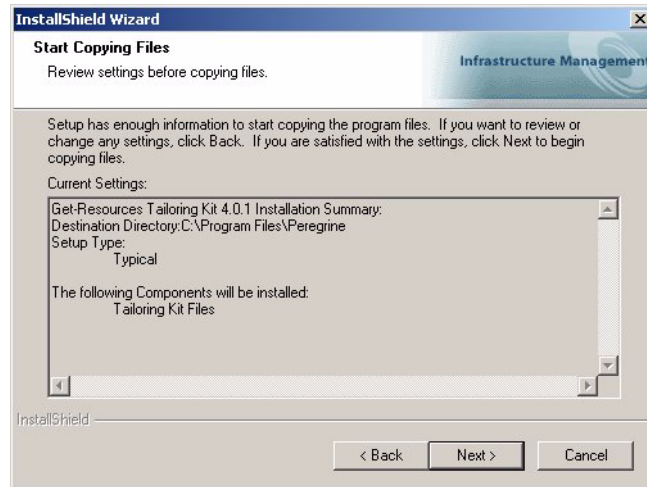 InstallShield Wizard
Start Copying Files
Review settings before copying files.
Infrastructure Management
Setup has enough information to start copying the program files. If you want to review or
change any settings, click Back. If you are satisfied with the settings, click Next to begin
copying files.
Current Settings:
Get-Resources Tailoring Kit 4.0.1 Installation Summary:
Destination Directory:C:\Program Files\Peregrine
Setup Type:
Typical
The following Components will be installed:
Tailoring Kit Files
InstallShield
< Back
Next >
Cancel